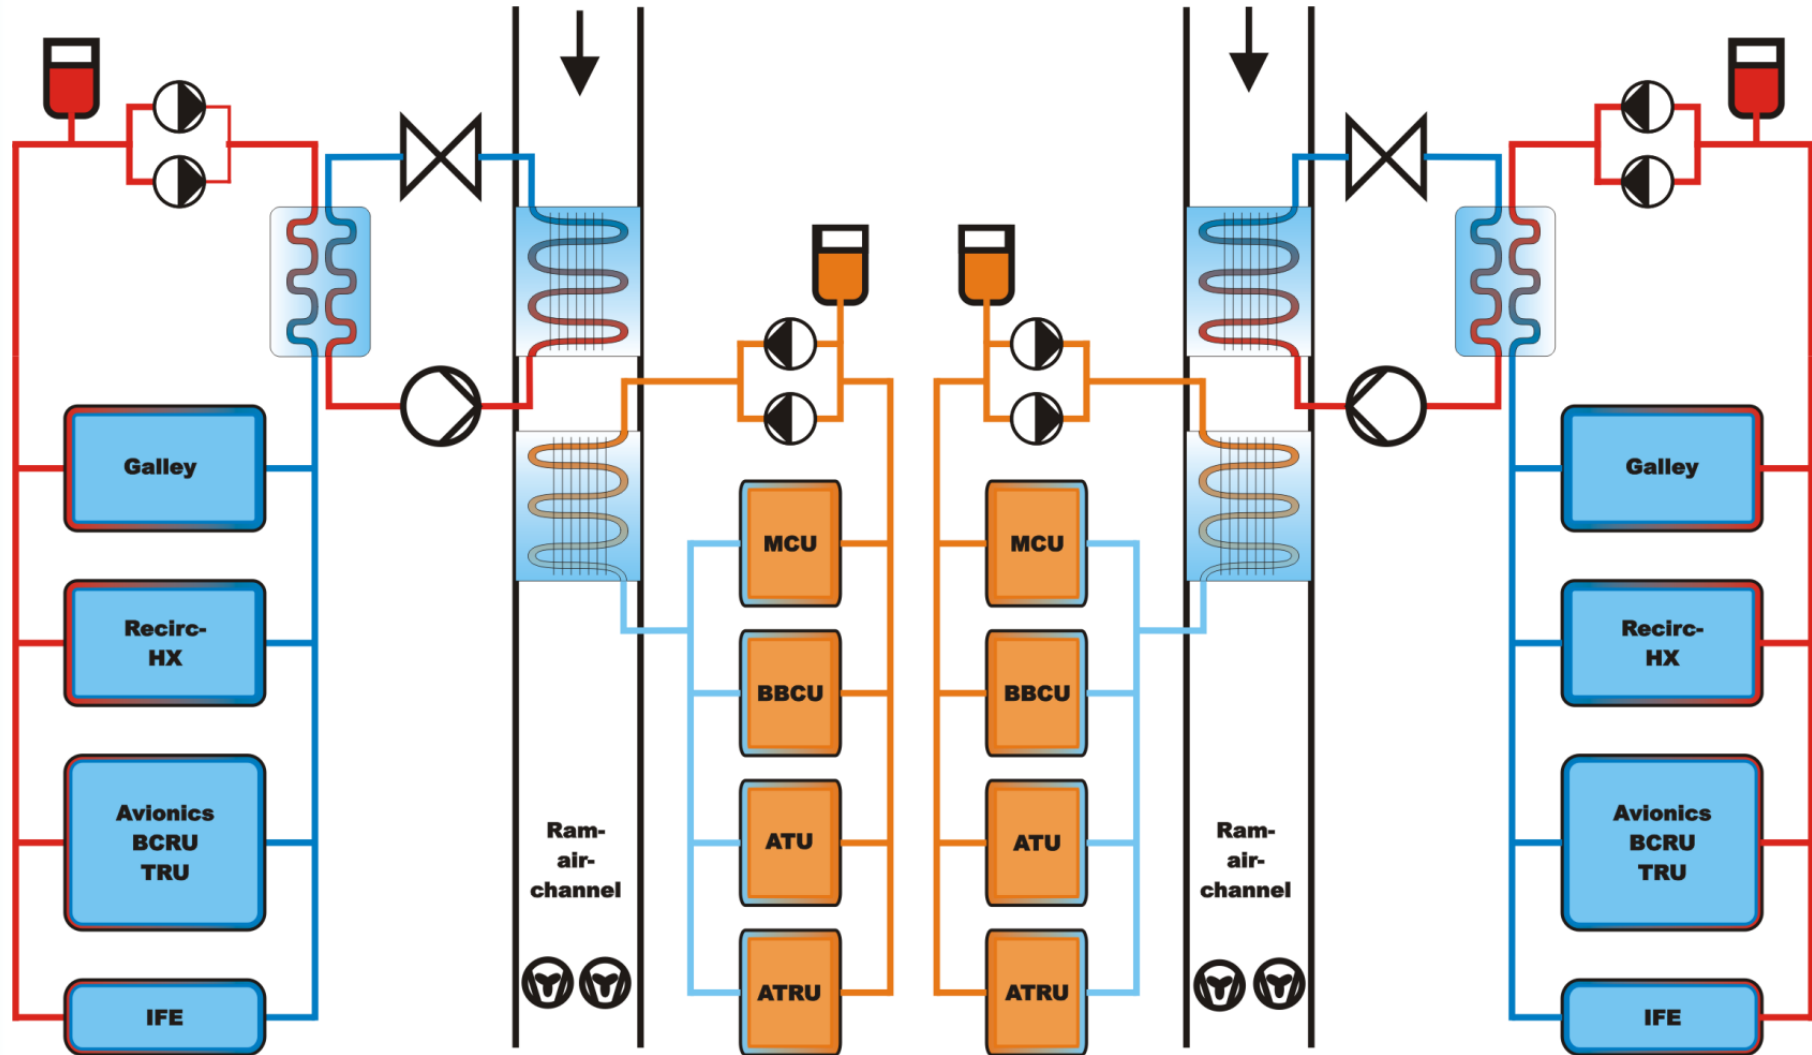 Galley
Recirc-
HX
Avionics
BCRU
TRU
IFE
Ram-
air-
channel
MCU
BBCU
ATU
ATRU
MCU
BBCU
ATU
ATRU
Ram-
air-
channel
Galley
Recirc-
HX
Avionics
BCRU
TRU
IFE